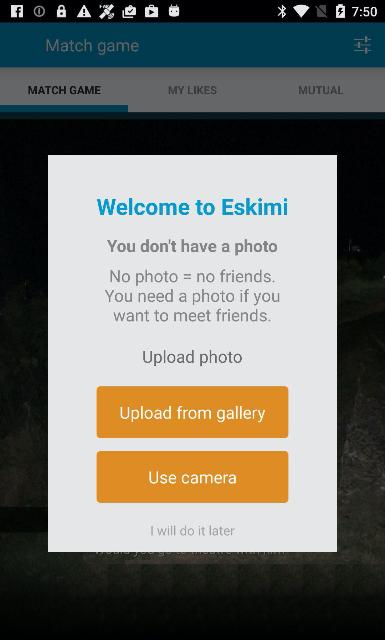 7:50
Match game
MATCH GAME MY LIKES MUTUAL
Welcome to Eskimi
You don't have a photo
No photo = no friends.
You need a photo if you
want to meet friends.
Upload photo
Upload from gallery
Use camera
I will do it later